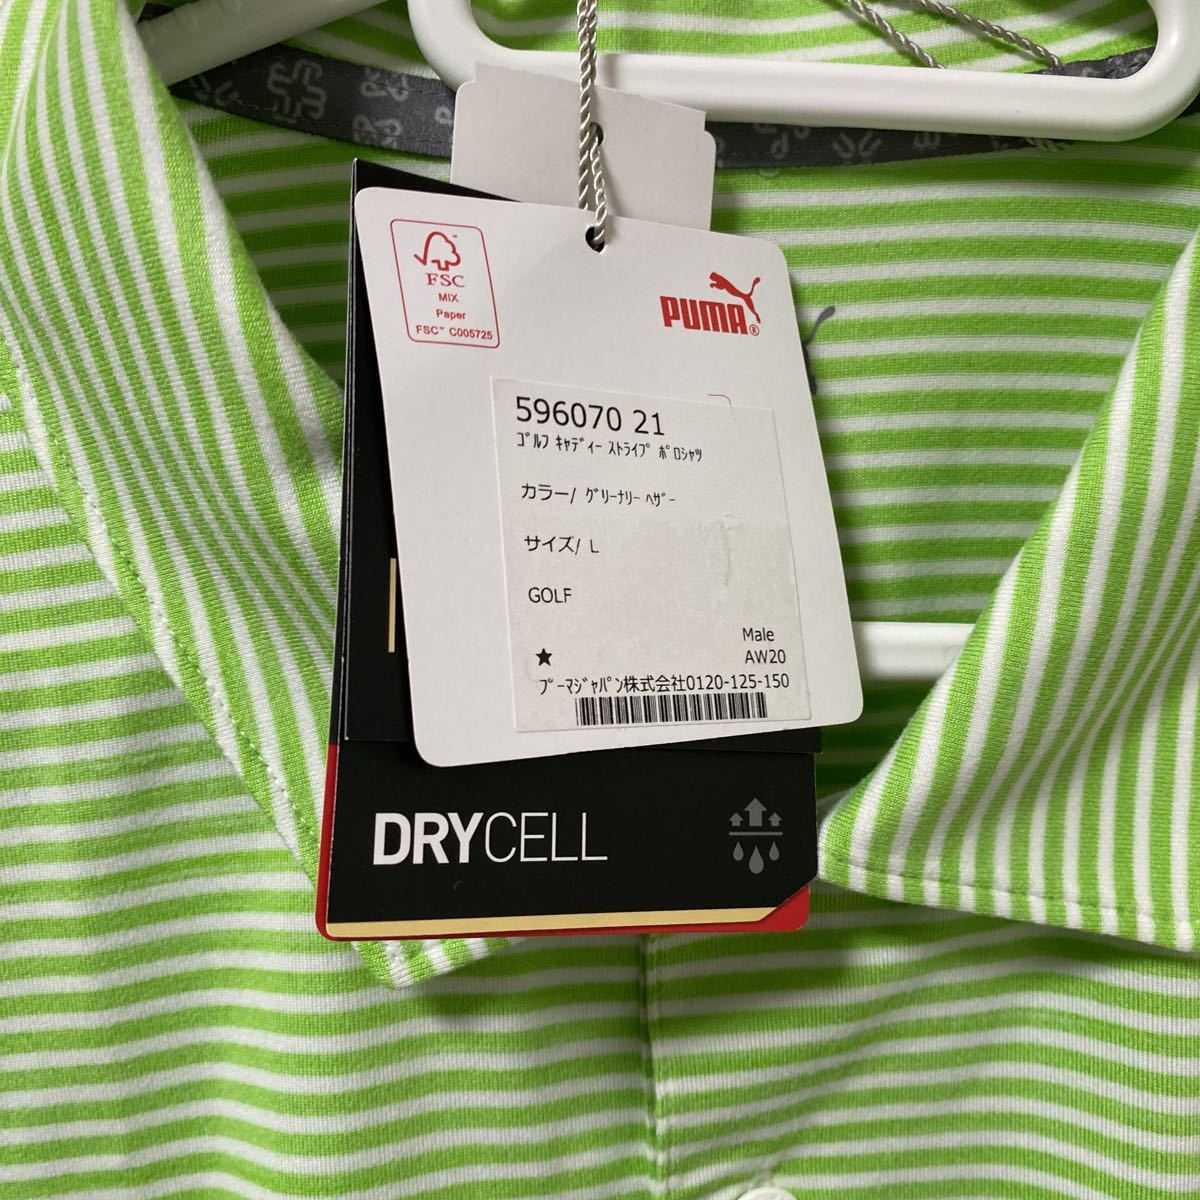 FSC
MIX
Paper
FSC™ C005725
PUMA®
596070 21
ｺﾞﾙﾌ ｷｬﾃﾞｨｰ ｽﾄﾗｲﾌﾟ ﾎﾟﾛｼｬﾂ
カラー/ ｸﾞﾘｰﾅﾘｰ ﾍｻﾞｰ
サイズ/ L
GOLF
Male
★ AW20
ﾌﾟｰﾏｼﾞｬﾊﾟﾝ株式会社0120-125-150
DRYCELL